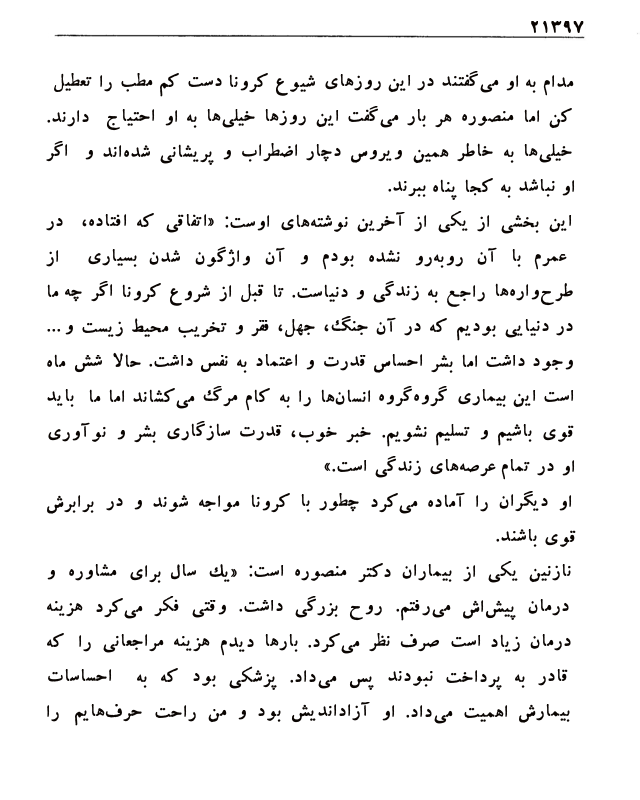 ۲۱۳۹۷
مدام به او می‌گفتند در این روزهای شیوع کرونا دست کم مطب را تعطیل
کن اما منصوره هر بار می‌گفت این روزها خیلی‌ها به او احتیاج دارند.
خیلی‌ها به خاطر همین ویروس دچار اضطراب و پریشانی شده‌اند و اگر
او نباشد به کجا پناه ببرند.
این بخشی از یکی از آخرین نوشته‌های اوست: «اتفاقی که افتاده، در
عمرم با آن روبه‌رو نشده بودم و آن واژگون شدن بسیاری از
طرح‌واره‌ها راجع به زندگی و دنیاست. تا قبل از شروع کرونا اگر چه ما
در دنیایی بودیم که در آن جنگ، جهل، فقر و تخریب محیط زیست و...
وجود داشت اما بشر احساس قدرت و اعتماد به نفس داشت. حالا شش ماه
است این بیماری گروه‌گروه انسان‌ها را به کام مرگ می‌کشاند اما ما باید
قوی باشیم و تسلیم نشویم. خبر خوب، قدرت سازگاری بشر و نوآوری
او در تمام عرصه‌های زندگی است.»
او دیگران را آماده می‌کرد چطور با کرونا مواجه شوند و در برابرش
قوی باشند.
نازنین یکی از بیماران دکتر منصوره است: «یك سال برای مشاوره و
درمان پیش‌اش می‌رفتم. روح بزرگی داشت. وقتی فکر می‌کرد هزینه
درمان زیاد است صرف نظر می‌کرد. بارها دیدم هزینه مراجعانی را که
قادر به پرداخت نبودند پس می‌داد. پزشکی بود که به احساسات
بیمارش اهمیت می‌داد. او آزاداندیش بود و من راحت حرف‌هایم را